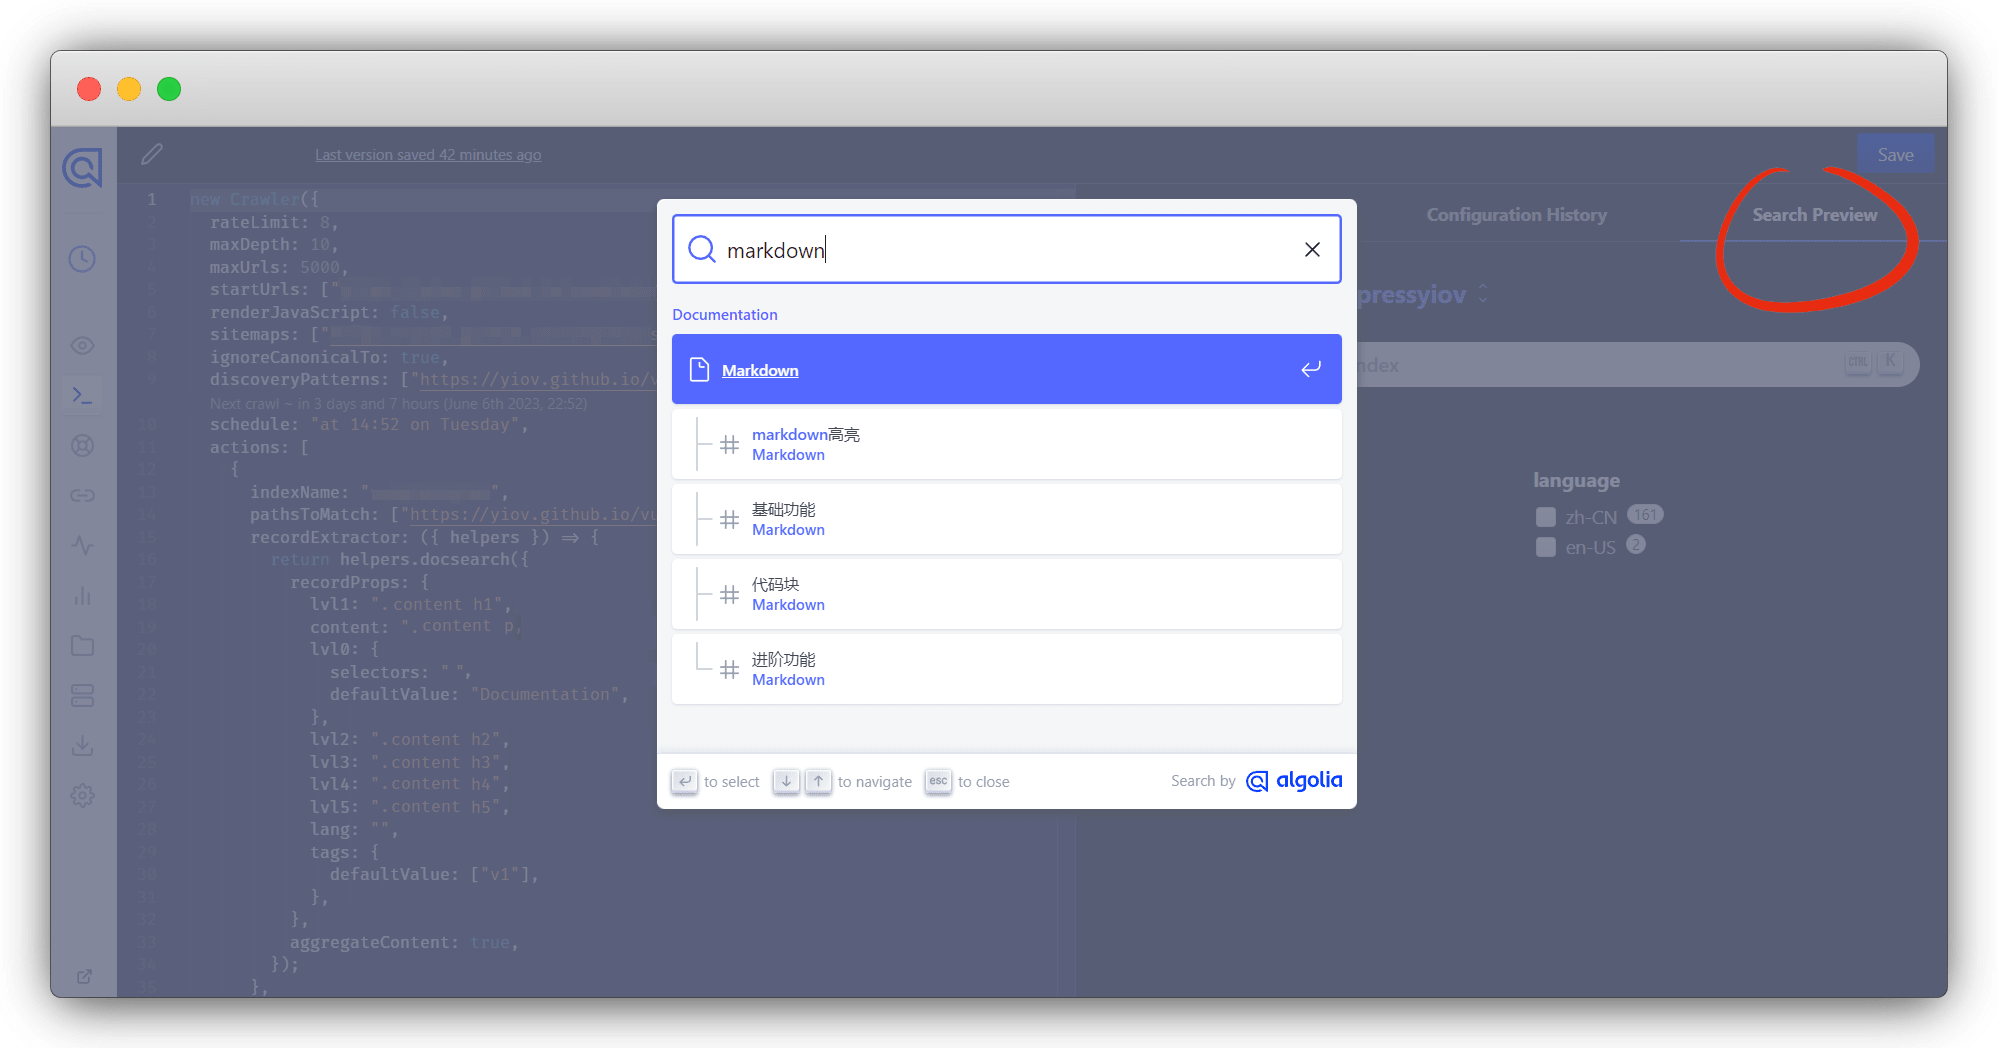 Last version saved 42 minutes ago
Save
1 new Crawler({
2 rateLimit: 8,
3 maxDepth: 10,
4 maxUrls: 5000,
5 startUrls: ["
6 renderJavaScript: false,
7 sitemaps: ["
8 ignoreCanonicalTo: true,
9 discoveryPatterns: ["https://yiov.github.io/v
Next crawl – in 3 days and 7 hours (June 6th 2023, 22:52)
10 schedule: "at 14:52 on Tuesday",
11 actions: [
12 {
13 indexName: "",
14 pathsToMatch: ["https://yiov.github.io/vu
15 recordExtractor: ({ helpers }) => {
16 return helpers.docsearch({
17 recordProps: {
18 lvl1: ".content h1",
19 content: ".content p,
20 lvl0: {
21 selectors: " ",
22 defaultValue: "Documentation",
23 },
24 lvl2: ".content h2",
25 lvl3: ".content h3",
26 lvl4: ".content h4",
27 lvl5: ".content h5",
28 lang: "",
29 tags: {
30 defaultValue: ["v1"],
31 },
32 },
33 aggregateContent: true,
34 });
35 },
Configuration History
Search Preview
pressyiov
ndex
CTRL K
language
zh-CN 161
en-US 2
markdown
Documentation
Markdown
markdown高亮
Markdown
基础功能
Markdown
代码块
Markdown
进阶功能
Markdown
to select
to navigate
esc to close
Search by algolia